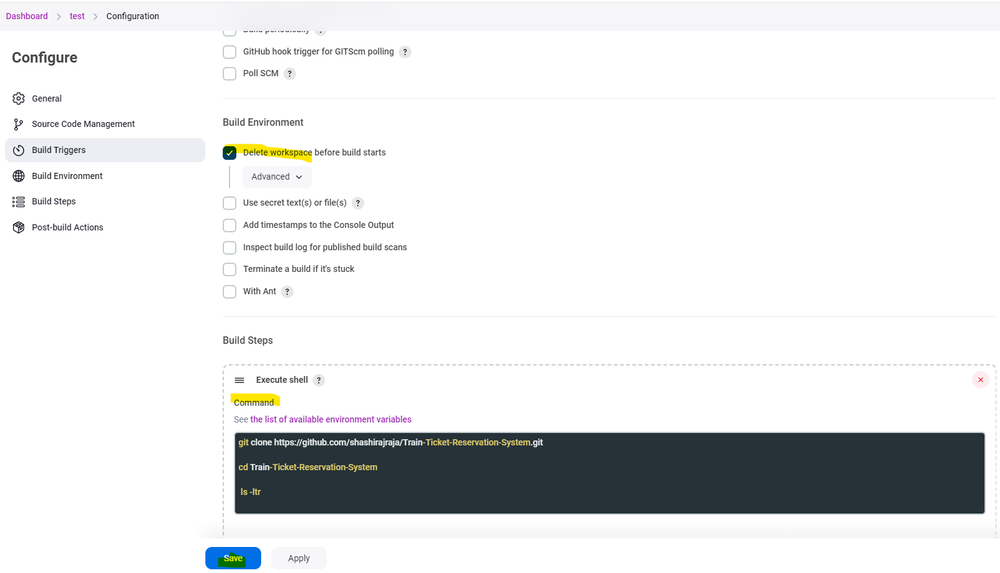 Dashboard > test > Configuration
Configure
General
Source Code Management
Build Triggers
Build Environment
Build Steps
Post-build Actions
Build periodically ?
GitHub hook trigger for GITScm polling ?
Poll SCM ?
Build Environment
Delete workspace before build starts
Advanced
Use secret text(s) or file(s) ?
Add timestamps to the Console Output
Inspect build log for published build scans
Terminate a build if it's stuck
With Ant ?
Build Steps
Execute shell ?
Command
See the list of available environment variables
git clone https://github.com/shashirajraja/Train-Ticket-Reservation-System.git
cd Train-Ticket-Reservation-System
ls -ltr
Save Apply